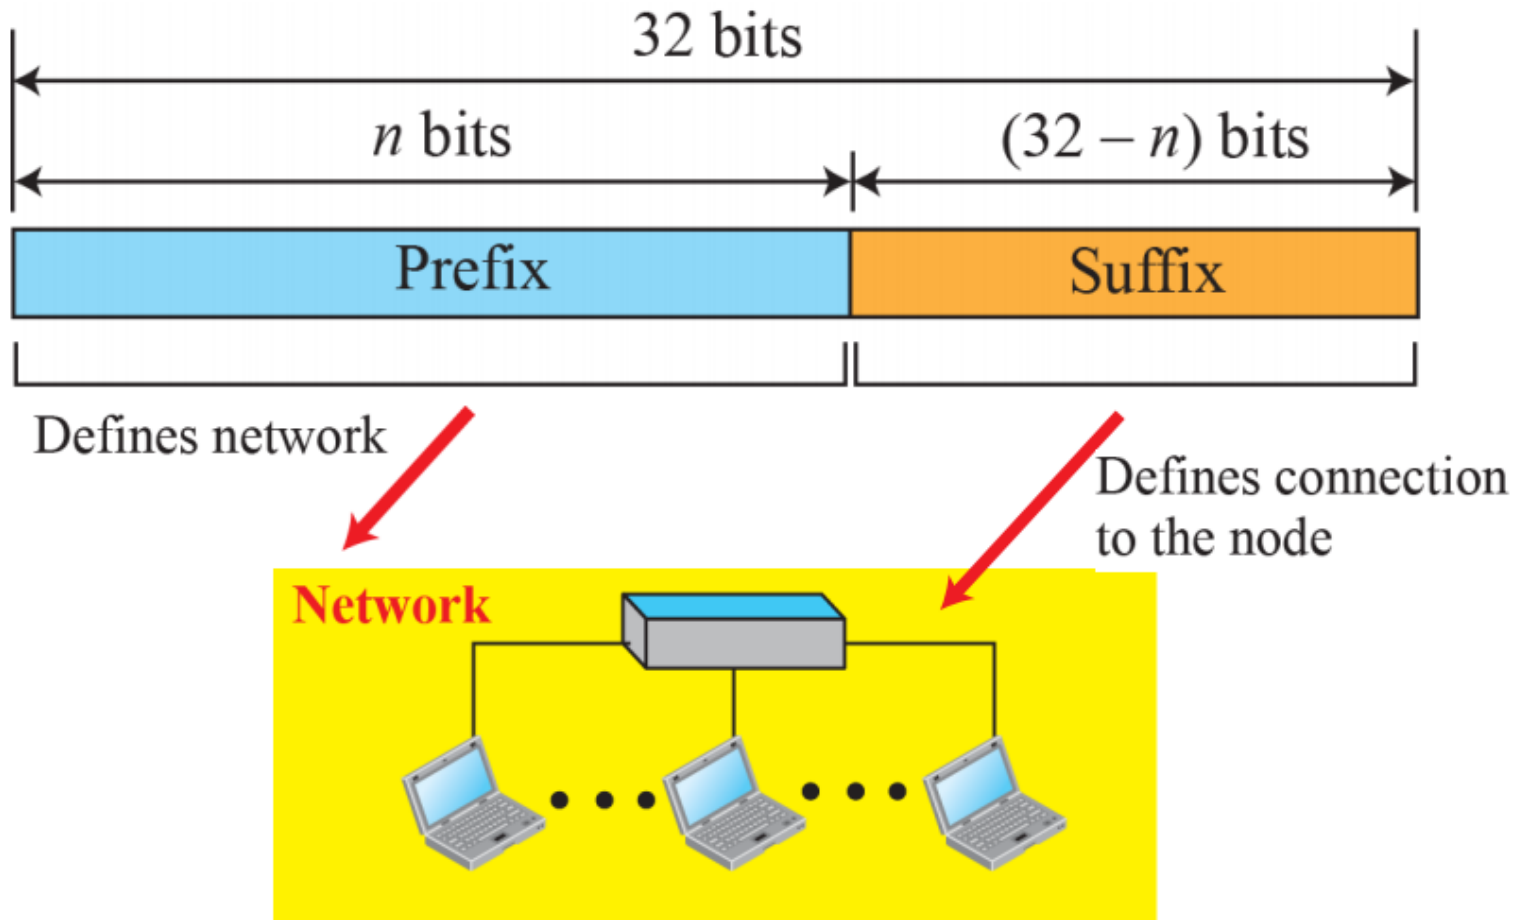 32 bits
n bits
(32 – n) bits
Prefix
Suffix
Defines network
Defines connection
to the node
Network